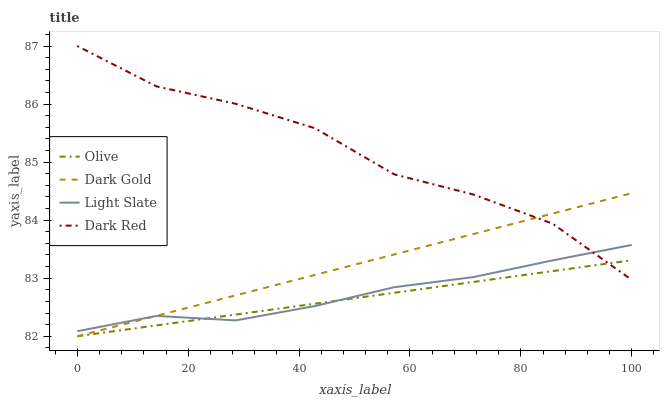 title
87
86
85
84
83
82
yaxis_label
Olive
Dark Gold
Light Slate
Dark Red
0 20 40 60 80 100
xaxis_label